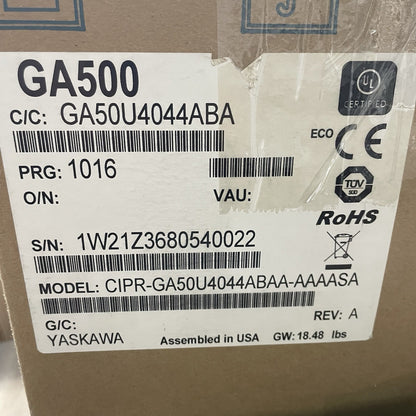 GA500
C/C: GA50U4044ABA
PRG: 1016
O/N:
VAU:
S/N: 1W21Z3680540022
MODEL: CIPR-GA50U4044ABAA-AAAASA
G/C:
REV: A
YASKAWA
Assembled in USA GW: 18.48 lbs
UL
CERTIFIED
ECO CE
TÜV
RoHS